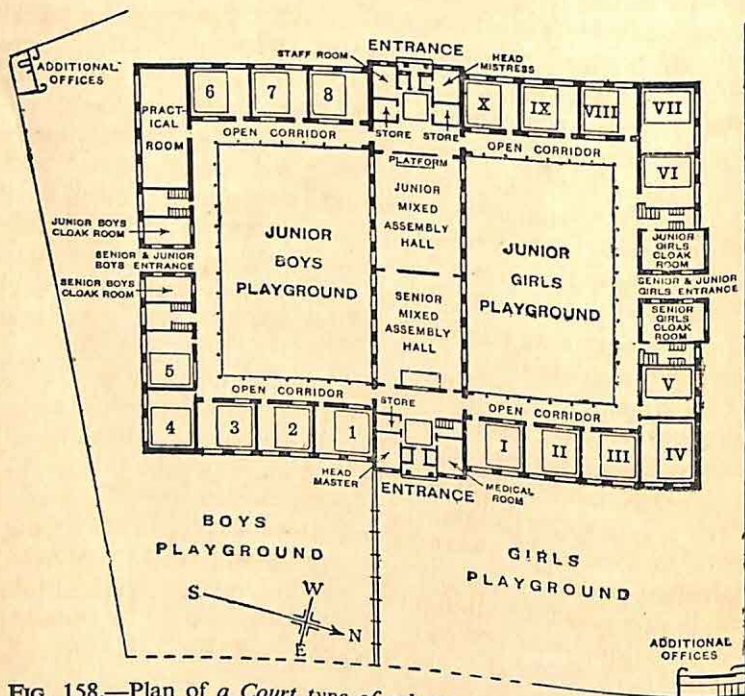 ADDITIONAL
OFFICES
STAFF ROOM
ENTRANCE
HEAD
MISTRESS
PRACT-
ICAL
ROOM
6
7
8
X
IX
VIII
VII
OPEN CORRIDOR
STORE
STORE
OPEN CORRIDOR
PLATFORM
VI
JUNIOR
MIXED
ASSEMBLY
HALL
JUNIOR BOYS
CLOAK ROOM
JUNIOR
BOYS
PLAYGROUND
JUNIOR
GIRLS
PLAYGROUND
JUNIOR
GIRLS
CLOAK
ROOM
SENIOR & JUNIOR
BOYS ENTRANCE
SENIOR & JUNIOR
GIRLS ENTRANCE
SENIOR BOYS
CLOAK ROOM
SENIOR
MIXED
ASSEMBLY
HALL
SENIOR
GIRLS
CLOAK
ROOM
5
V
OPEN CORRIDOR
STORE
OPEN CORRIDOR
4
3
2
1
I
II
III
IV
HEAD
MASTER
ENTRANCE
MEDICAL
ROOM
BOYS
PLAYGROUND
GIRLS
PLAYGROUND
S
W
N
E
ADDITIONAL
OFFICES
FIG. 158.—Plan of a Court type of